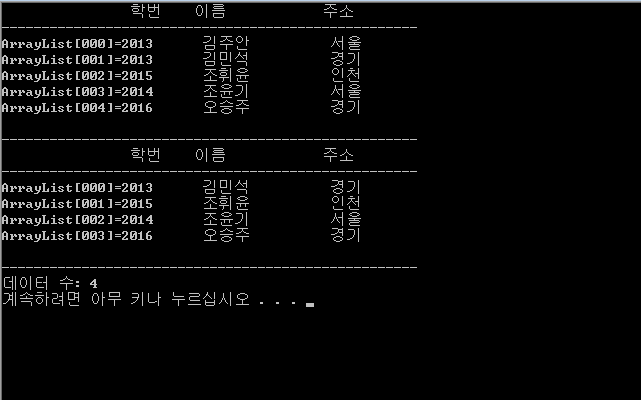 학번 이름 주소
----------------------------------------------------
ArrayList[000]=2013 김주안 서울
ArrayList[001]=2013 김민석 경기
ArrayList[002]=2015 조휘윤 인천
ArrayList[003]=2014 조윤기 서울
ArrayList[004]=2016 오승주 경기
----------------------------------------------------
학번 이름 주소
----------------------------------------------------
ArrayList[000]=2013 김민석 경기
ArrayList[001]=2015 조휘윤 인천
ArrayList[002]=2014 조윤기 서울
ArrayList[003]=2016 오승주 경기
----------------------------------------------------
데이터 수: 4
계속하려면 아무 키나 누르십시오 . . .